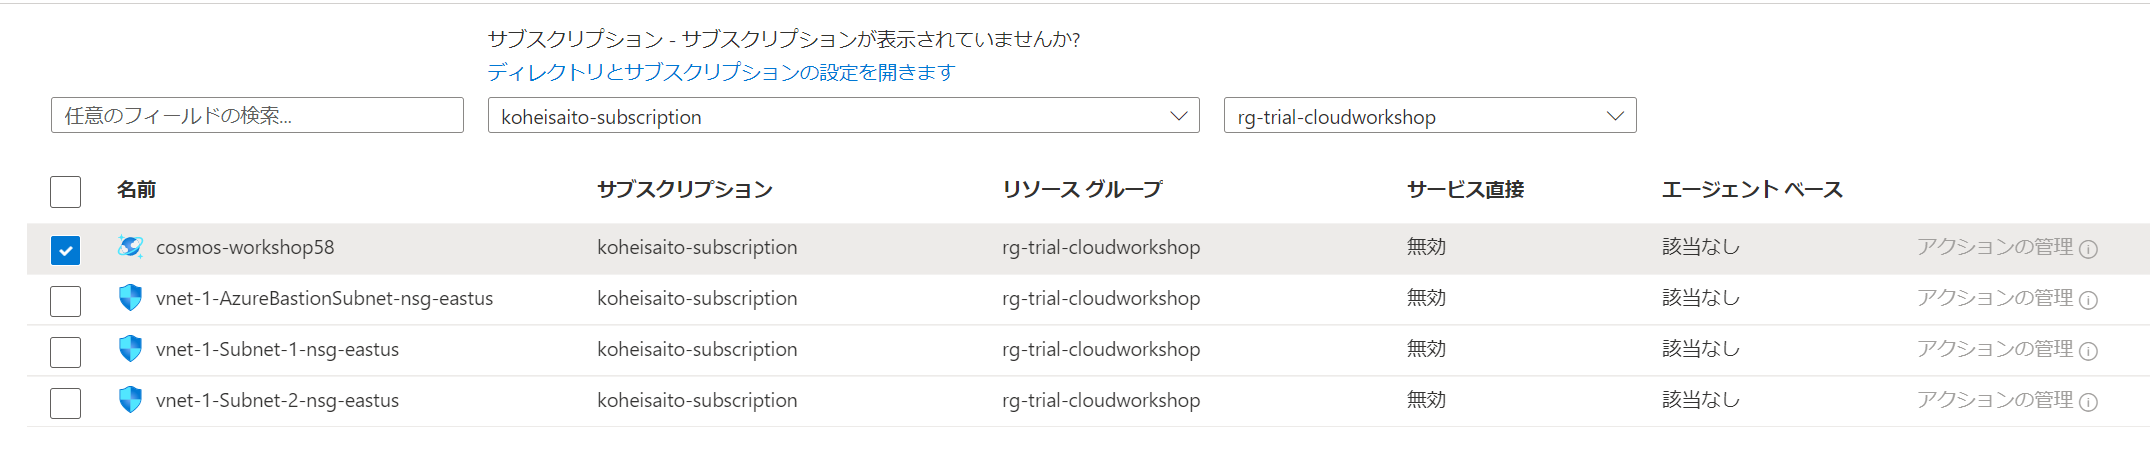 サブスクリプション - サブスクリプションが表示されていませんか?
ディレクトリとサブスクリプションの設定を開きます
任意のフィールドの検索... koheisaito-subscription rg-trial-cloudworkshop
名前 サブスクリプション リソース グループ サービス直接 エージェント ベース
cosmos-workshop58 koheisaito-subscription rg-trial-cloudworkshop 無効 該当なし アクションの管理
vnet-1-AzureBastionSubnet-nsg-eastus koheisaito-subscription rg-trial-cloudworkshop 無効 該当なし アクションの管理
vnet-1-Subnet-1-nsg-eastus koheisaito-subscription rg-trial-cloudworkshop 無効 該当なし アクションの管理
vnet-1-Subnet-2-nsg-eastus koheisaito-subscription rg-trial-cloudworkshop 無効 該当なし アクションの管理